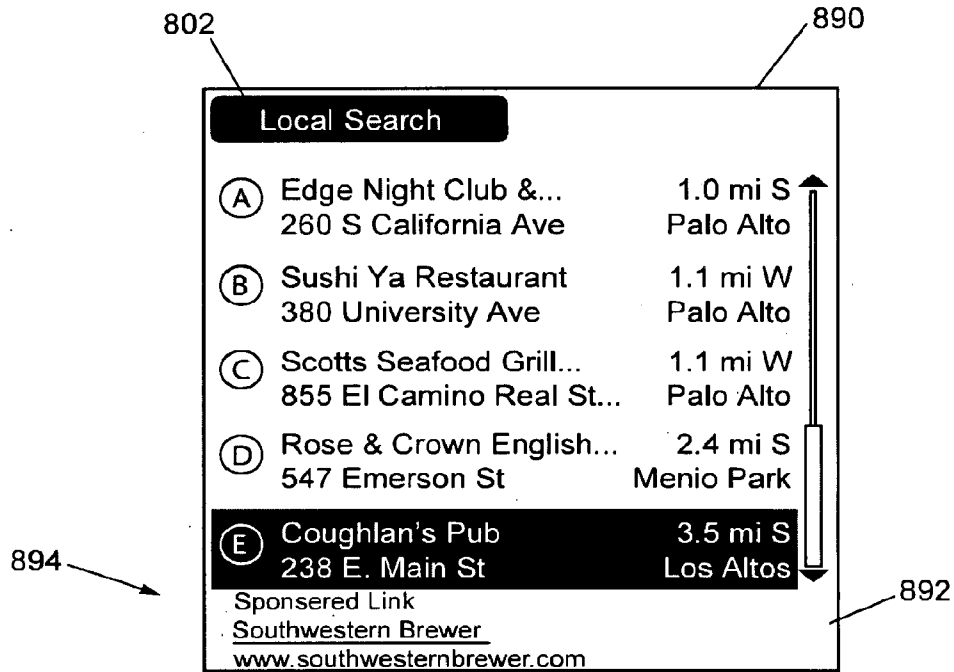 802
890
Local Search
A Edge Night Club &... 1.0 mi S
260 S California Ave Palo Alto
B Sushi Ya Restaurant 1.1 mi W
380 University Ave Palo Alto
C Scotts Seafood Grill... 1.1 mi W
855 El Camino Real St... Palo Alto
D Rose & Crown English... 2.4 mi S
547 Emerson St Menio Park
E Coughlan's Pub 3.5 mi S
238 E. Main St Los Altos
894
892
Sponsered Link
Southwestern Brewer
www.southwesternbrewer.com